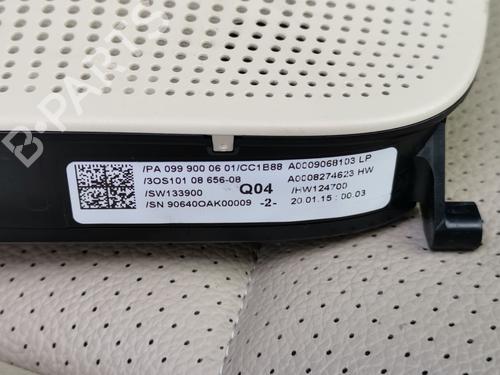 B-PARTS
/PA 099 900 06 01/CC1B88 A0009068103 LP
/3OS101 08 656-08 A0008274623 HW
/SW133900 Q04 /HW124700
/SN 90640OAK00009 -2- 20.01.15 : 00.03